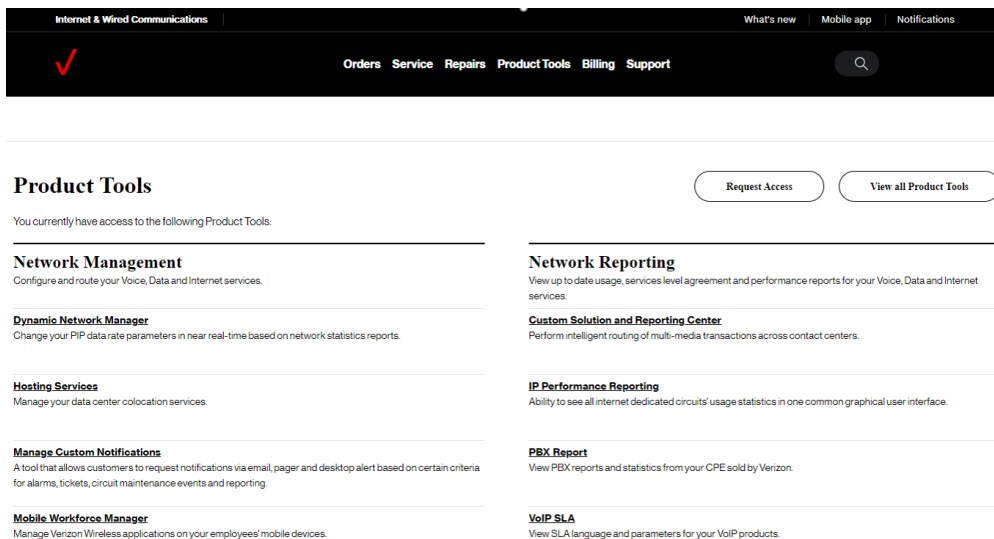 Internet & Wired Communications
What's new
Mobile app
Notifications
Orders Service Repairs Product Tools Billing Support
Product Tools
Request Access
View all Product Tools
You currently have access to the following Product Tools:
Network Management
Configure and route your Voice, Data and Internet services.
Dynamic Network Manager
Change your PIP data rate parameters in near real-time based on network statistics reports.
Hosting Services
Manage your data center colocation services.
Manage Custom Notifications
A tool that allows customers to request notifications via email, pager and desktop alert based on certain criteria
for alarms, tickets, circuit maintenance events and reporting.
Mobile Workforce Manager
Manage Verizon Wireless applications on your employees' mobile devices.
Network Reporting
View up to date usage, services level agreement and performance reports for your Voice, Data and Internet
services.
Custom Solution and Reporting Center
Perform intelligent routing of multi-media transactions across contact centers.
IP Performance Reporting
Ability to see all internet dedicated circuits' usage statistics in one common graphical user interface.
PBX Report
View PBX reports and statistics from your CPE sold by Verizon.
VoIP SLA
View SLA language and parameters for your VoIP products.